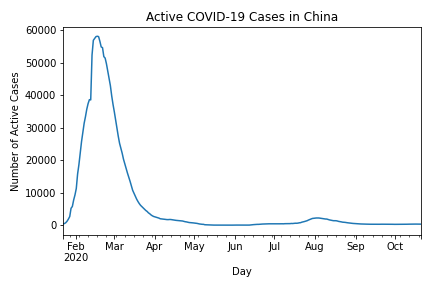 Active COVID-19 Cases in China
Number of Active Cases
60000
50000
40000
30000
20000
10000
0
Feb Mar Apr May Jun Jul Aug Sep Oct
2020
Day